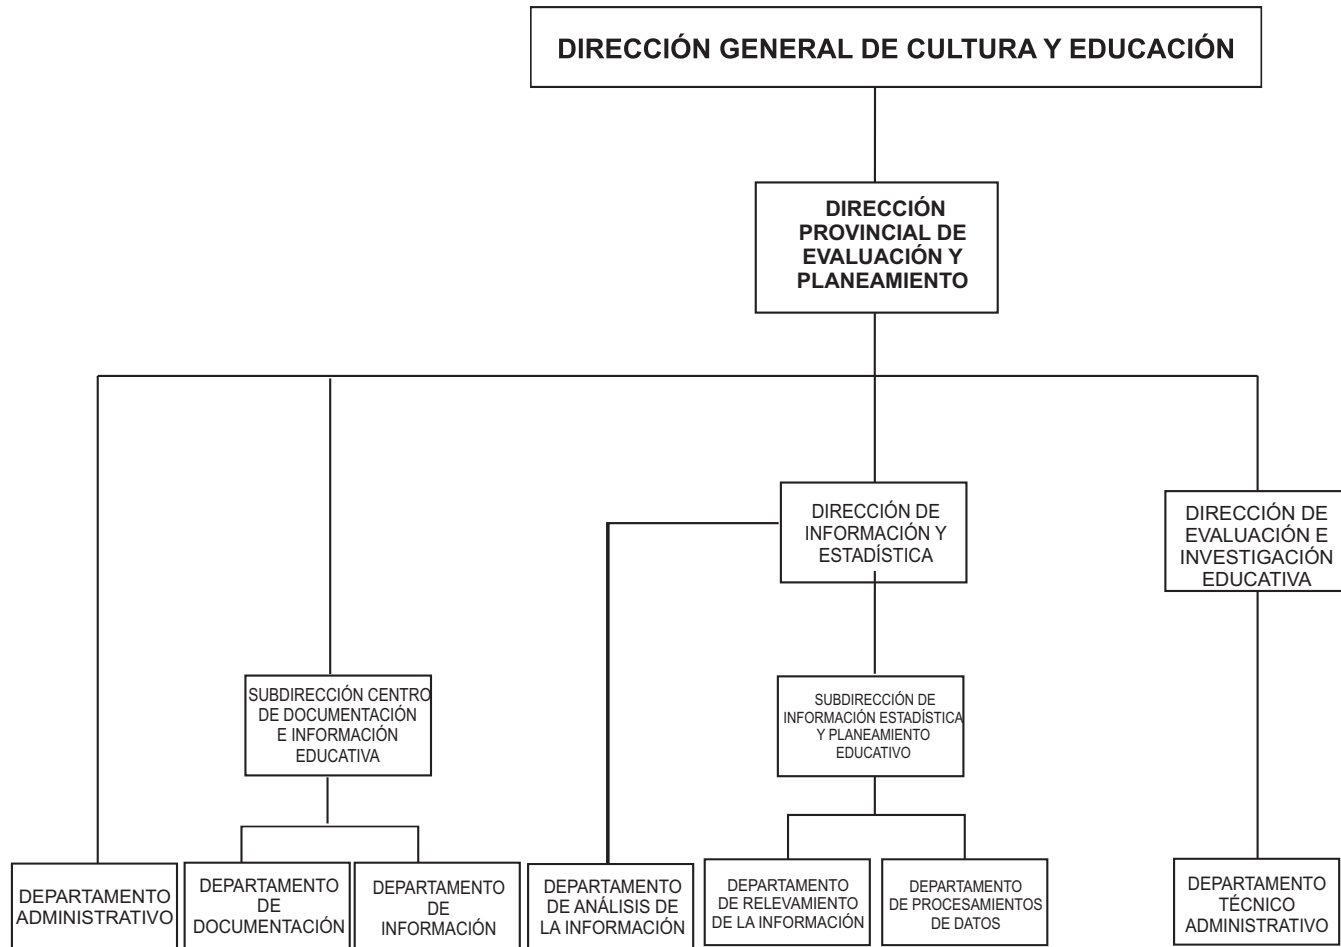 DIRECCIÓN GENERAL DE CULTURA Y EDUCACIÓN
DIRECCIÓN
PROVINCIAL DE
EVALUACIÓN Y
PLANEAMIENTO
DIRECCIÓN DE
INFORMACIÓN Y
ESTADÍSTICA
DIRECCIÓN DE
EVALUACIÓN E
INVESTIGACIÓN
EDUCATIVA
SUBDIRECCIÓN CENTRO
DE DOCUMENTACIÓN
E INFORMACIÓN
EDUCATIVA
SUBDIRECCIÓN DE
INFORMACIÓN ESTADÍSTICA
Y PLANEAMIENTO
EDUCATIVO
DEPARTAMENTO
ADMINISTRATIVO
DEPARTAMENTO
DE
DOCUMENTACIÓN
DEPARTAMENTO
DE
INFORMACIÓN
DEPARTAMENTO
DE ANÁLISIS DE
LA INFORMACIÓN
DEPARTAMENTO
DE RELEVAMIENTO
DE LA INFORMACIÓN
DEPARTAMENTO
DE PROCESAMIENTOS
DE DATOS
DEPARTAMENTO
TÉCNICO
ADMINISTRATIVO